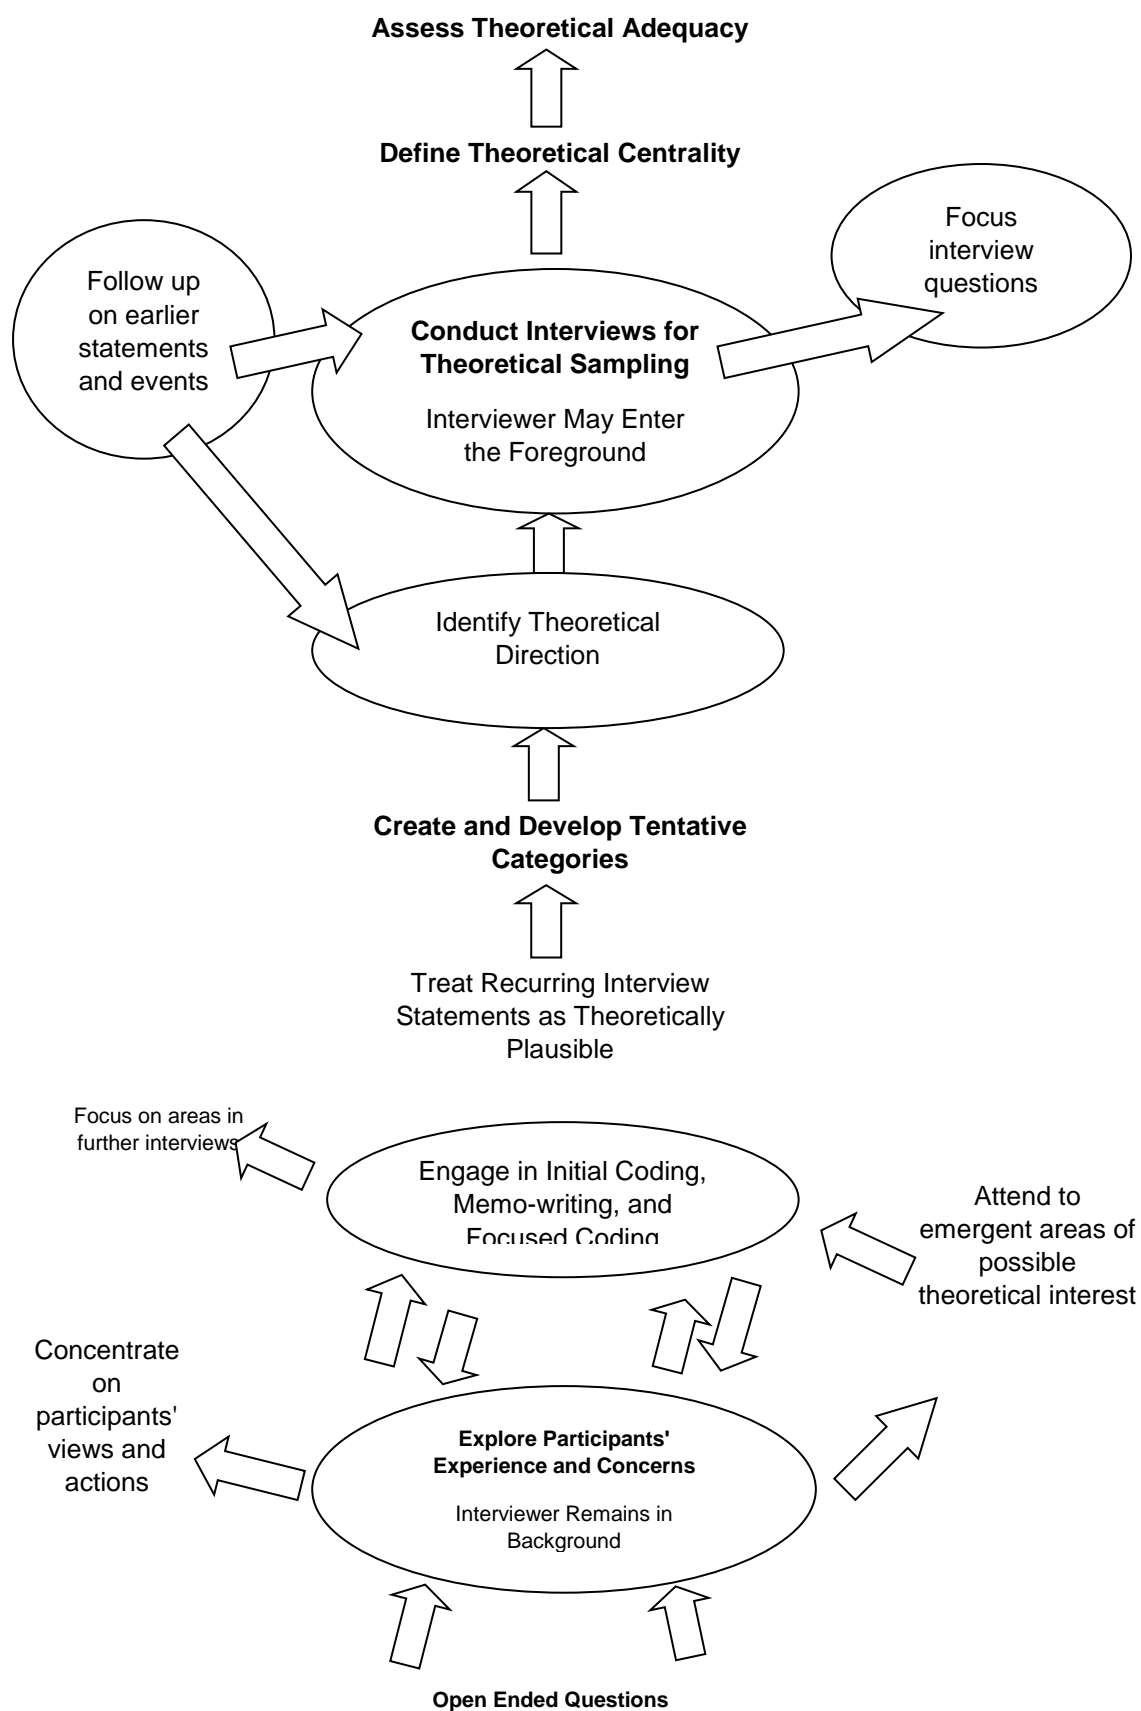 Assess Theoretical Adequacy
Define Theoretical Centrality
Focus
interview
questions
Follow up
on earlier
statements
and events
Conduct Interviews for
Theoretical Sampling
Interviewer May Enter
the Foreground
Identify Theoretical
Direction
Create and Develop Tentative
Categories
Treat Recurring Interview
Statements as Theoretically
Plausible
Focus on areas in
further interviews
Engage in Initial Coding,
Memo-writing, and
Focused Coding
Attend to
emergent areas of
possible
theoretical interest
Concentrate
on
participants'
views and
actions
Explore Participants'
Experience and Concerns
Interviewer Remains in
Background
Open Ended Questions